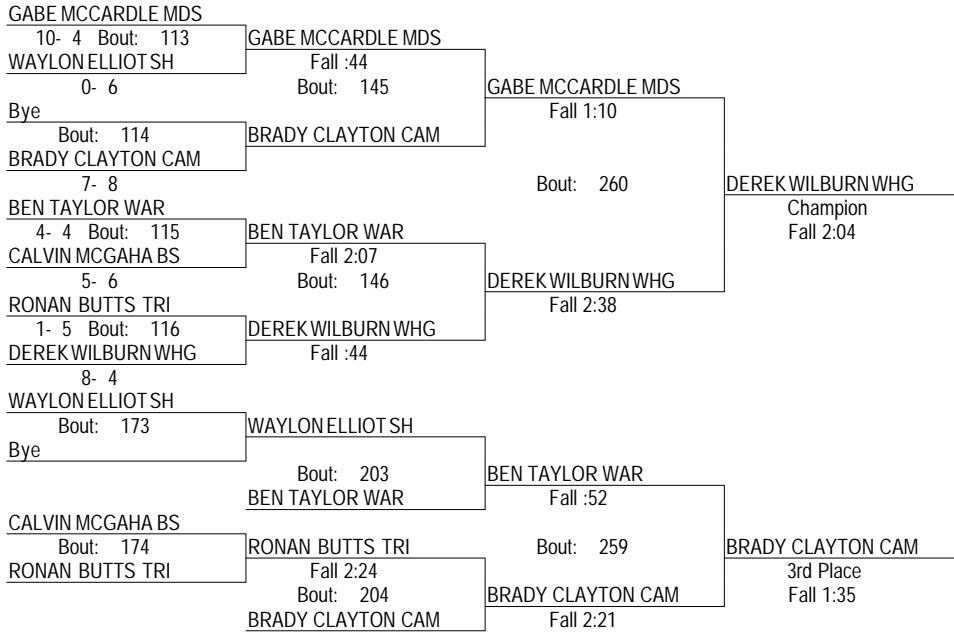 GABE MCCARDLE MDS
10- 4 Bout: 113 GABE MCCARDLE MDS
WAYLON ELLIOT SH Fall :44
0- 6 Bout: 145 GABE MCCARDLE MDS
Bye Fall 1:10
Bout: 114 BRADY CLAYTON CAM
BRADY CLAYTON CAM
7- 8 Bout: 260 DEREK WILBURN WHG
BEN TAYLOR WAR Champion
4- 4 Bout: 115 BEN TAYLOR WAR Fall 2:04
CALVIN MCGAHA BS Fall 2:07
5- 6 Bout: 146 DEREK WILBURN WHG
RONAN BUTTS TRI Fall 2:38
1- 5 Bout: 116 DEREK WILBURN WHG
DEREK WILBURN WHG Fall :44
8- 4
WAYLON ELLIOT SH
Bout: 173 WAYLON ELLIOT SH
Bye
Bout: 203 BEN TAYLOR WAR
BEN TAYLOR WAR Fall :52
CALVIN MCGAHA BS
Bout: 174 RONAN BUTTS TRI Bout: 259 BRADY CLAYTON CAM
RONAN BUTTS TRI Fall 2:24 3rd Place
Bout: 204 BRADY CLAYTON CAM Fall 1:35
BRADY CLAYTON CAM Fall 2:21